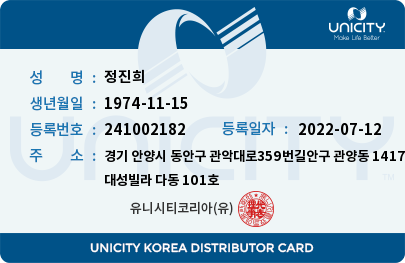 UNICITY
Make Life Better
성 명 : 정진희
생년월일 : 1974-11-15
등록번호 : 241002182 등록일자 : 2022-07-12
주 소 : 경기 안양시 동안구 관악대로359번길안구 관양동 1417
대성빌라 다동 101호
유니시티코리아(유)
UNICITY
UNICITY KOREA DISTRIBUTOR CARD